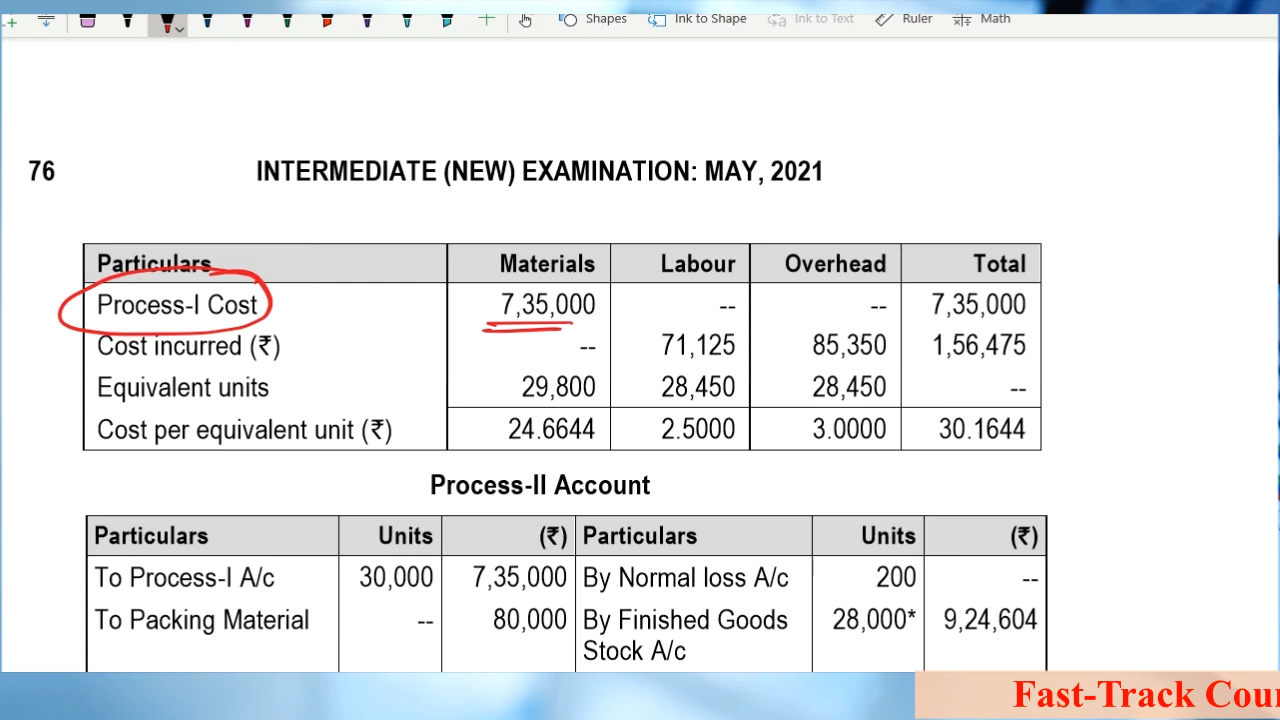 Shapes Ink to Shape Ink to Text Ruler Math
76 INTERMEDIATE (NEW) EXAMINATION: MAY, 2021
Particulars Materials Labour Overhead Total
Process-I Cost 7,35,000 -- -- 7,35,000
Cost incurred (₹) -- 71,125 85,350 1,56,475
Equivalent units 29,800 28,450 28,450 --
Cost per equivalent unit (₹) 24.6644 2.5000 3.0000 30.1644
Process-II Account
Particulars Units (₹) Particulars Units (₹)
To Process-I A/c 30,000 7,35,000 By Normal loss A/c 200 --
To Packing Material -- 80,000 By Finished Goods 28,000* 9,24,604
Stock A/c
Fast-Track Cour